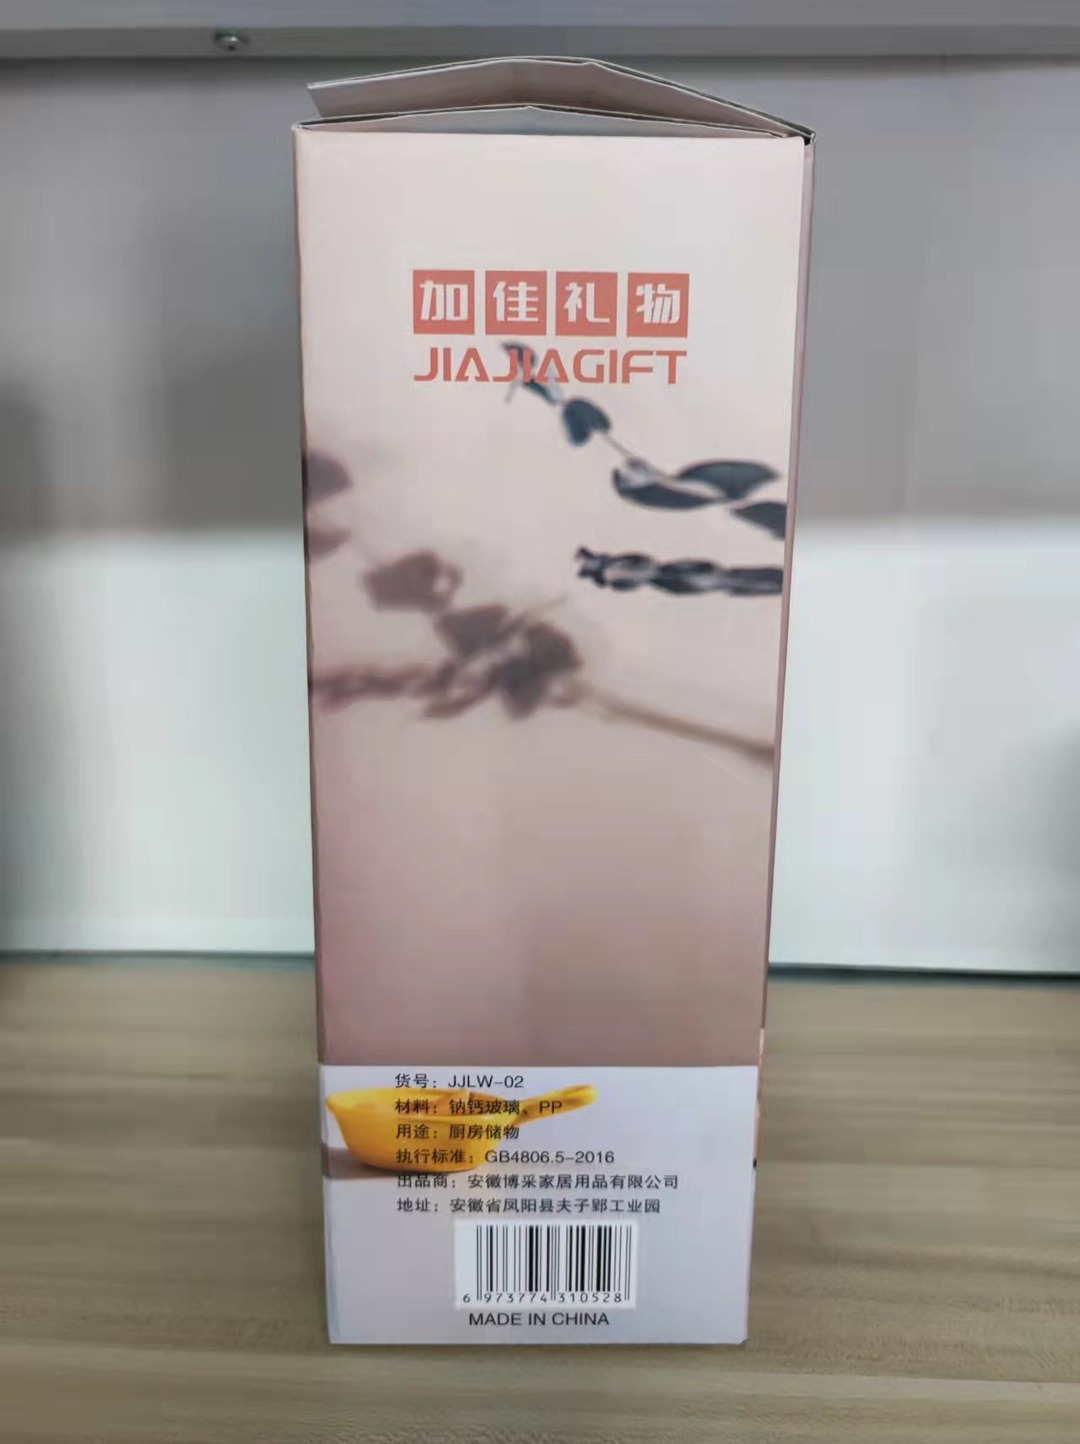 加佳礼物
JIAJIAGIFT
货号：JJLW-02
材料：钠钙玻璃、PP
用途：厨房储物
执行标准：GB4806.5-2016
出品商：安徽博采家居用品有限公司
地址：安徽省凤阳县夫子郢工业园
6 973774 310528
MADE IN CHINA